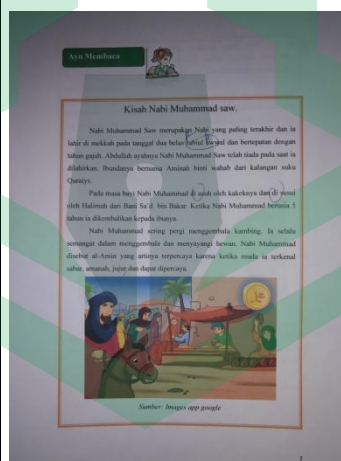 Ayo Membaca
Kisah Nabi Muhammad saw.
Nabi Muhammad Saw merupakan Nabi yang paling terakhir dan ia
lahir di mekkah pada tanggal dua belas rabiul awwal dan bertepatan dengan
tahun gajah. Abdullah ayahnya Nabi Muhammad Saw telah tiada pada saat ia
dilahirkan. Ibundanya bernama Aminah binti wahab dari kalangan suku
Quraisy.
Pada masa bayi Nabi Muhammad di asuh oleh kakeknya dan di susui
oleh Halimah dari Bani Sa'd bin Bakar. Ketika Nabi Muhammad berusia 5
tahun ia dikembalikan kepada ibunya.
Nabi Muhammad sering pergi menggembala kambing. Ia selalu
semangat dalam menggembala dan menyayangi hewan. Nabi Muhammad
disebut al-Amin yang artinya terpercaya karena ketika muda ia terkenal
sabar, amanah, jujur dan dapat dipercaya.
Sumber: Images app google
7